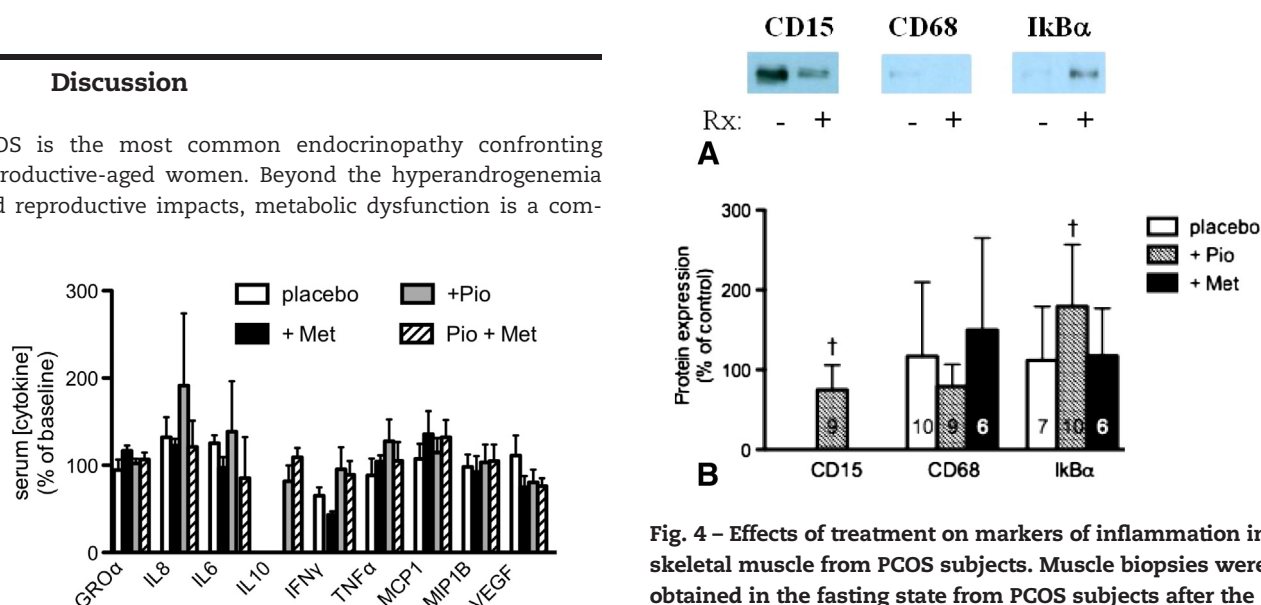 Discussion
OS is the most common endocrinopathy confronting
roductive-aged women. Beyond the hyperandrogenemia
d reproductive impacts, metabolic dysfunction is a com-
300
200
100
0
serum [cytokine]
(% of baseline)
placebo
+Pio
+ Met
Pio + Met
GROα
IL8
IL6
IL10
IFNγ
TNFα
MCP1
MIP1B
VEGF
CD15
CD68
IkBα
Rx:
- +
- +
- +
A
300
200
100
0
Protein expression
(% of control)
placebo
+ Pio
+ Met
†
†
9
10
9
6
7
10
6
CD15
CD68
IkBα
B
Fig. 4 – Effects of treatment on markers of inflammation in
skeletal muscle from PCOS subjects. Muscle biopsies were
obtained in the fasting state from PCOS subjects after the